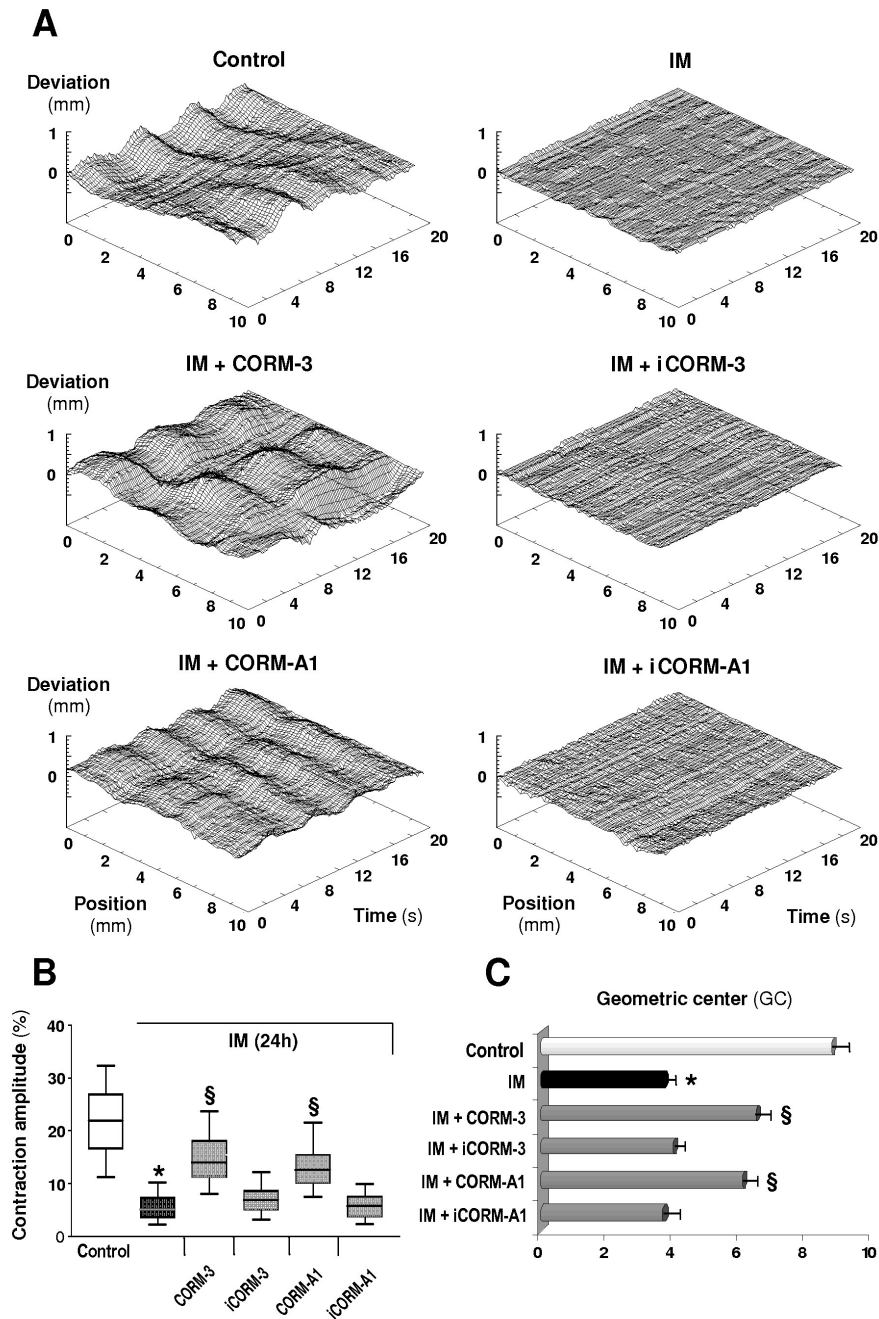 A
Control
IM
Deviation
(mm)
1
0
0
2
4
6
8
10
0
4
8
12
16
20
1
0
0
2
4
6
8
10
0
4
8
12
16
20
IM + CORM-3
IM + iCORM-3
Deviation
(mm)
1
0
0
2
4
6
8
10
0
4
8
12
16
20
1
0
0
2
4
6
8
10
0
4
8
12
16
20
IM + CORM-A1
IM + iCORM-A1
Deviation
(mm)
1
0
0
2
4
6
8
10
0
4
8
12
16
20
Position
(mm)
Time (s)
1
0
0
2
4
6
8
10
0
4
8
12
16
20
Position
(mm)
Time (s)
B
Contraction amplitude (%)
40
30
20
10
0
IM (24h)
*
§
§
Control
CORM-3
iCORM-3
CORM-A1
iCORM-A1
C
Geometric center (GC)
Control
IM *
IM + CORM-3 §
IM + iCORM-3
IM + CORM-A1 §
IM + iCORM-A1
0 2 4 6 8 10